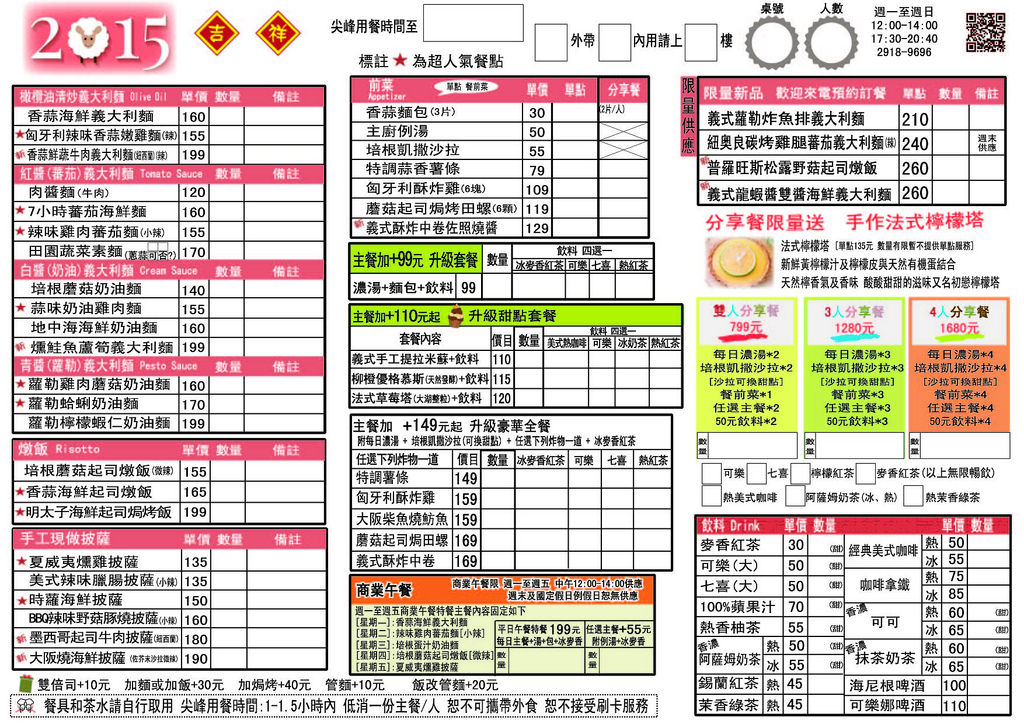 2015
吉 祥
尖峰用餐時間至
外帶
內用請上 樓
標註 ★ 為超人氣餐點
桌號 人數
週一至週日
12:00-14:00
17:30-20:40
2918-9696
橄欖油清炒義大利麵 Olive Oil 單價 數量 備註
香蒜海鮮義大利麵 160
★匈牙利辣味香蒜嫩雞麵(辣) 155
新 香蒜鮮蔬牛肉義大利麵(紐西蘭)(辣) 199
紅醬(蕃茄)義大利麵 Tomato Sauce 數量 備註
肉醬麵(牛肉) 120
★7小時蕃茄海鮮麵 160
★辣味雞肉蕃茄麵(小辣) 155
田園蔬菜素麵(蔥蒜可否?) 170
白醬(奶油)義大利麵 Cream Sauce 數量 備註
培根蘑菇奶油麵 140
★蒜味奶油雞肉麵 155
地中海海鮮奶油麵 160
新 燻鮭魚蘆筍義大利麵 199
青醬(蘿勒)義大利麵 Pesto Sauce 數量 備註
★蘿勒雞肉蘑菇奶油麵 160
★蘿勒蛤蜊奶油麵 170
蘿勒檸檬蝦仁奶油麵 199
燉飯 Risotto 單價 數量 備註
培根蘑菇起司燉飯(微辣) 155
★香蒜海鮮起司燉飯 165
★明太子海鮮起司焗烤飯 199
手工現做披薩 單價 數量 備註
★夏威夷燻雞披薩 135
美式辣味臘腸披薩(小辣) 135
★時蘿海鮮披薩 150
BBQ辣味野菇豚燒披薩(小辣) 160
新 墨西哥起司牛肉披薩(紐西蘭) 180
新 大阪燒海鮮披薩(佐芥末沙拉微辣) 190
前菜 Appetizer 單點 餐前菜 單價 單點 分享餐
香蒜麵包(3片) 30 (2片/人)
主廚例湯 50
培根凱撒沙拉 55
特調蒜香薯條 79
匈牙利酥炸雞(6塊) 109
蘑菇起司焗烤田螺(6顆) 119
新 義式酥炸中卷佐照燒醬 129
主餐加+99元 升級套餐 數量 飲料 四選一
冰麥香紅茶 可樂 七喜 熱紅茶
濃湯+麵包+飲料 99
主餐加+110元起 升級甜點套餐
套餐內容 價目 數量 飲料 四選一
美式熱咖啡 可樂 冰奶茶 熱紅茶
義式手工提拉米蘇+飲料 110
柳橙優格慕斯(天然發酵)+飲料 115
法式草莓塔(大湖整粒)+飲料 120
主餐加 +149元起 升級豪華全餐
附每日濃湯 + 培根凱撒沙拉(可換甜點) + 任選下列炸物一道 + 冰麥香紅茶
任選下列炸物一道 價目 數量 冰麥香紅茶 可樂 七喜 熱紅茶
特調薯條 149
匈牙利酥炸雞 159
大阪柴魚燒魴魚 159
蘑菇起司焗田螺 169
義式酥炸中卷 169
商業午餐 商業午餐限 週一至週五 中午12:00-14:00供應
週末及國定假日例假日恕無供應
週一至週五商業午餐特餐主餐內容固定如下
[星期一]:香蒜海鮮義大利麵
[星期二]:辣味雞肉蕃茄麵[小辣]
[星期三]:培根蛋汁奶油麵
[星期四]:培根蘑菇起司燉飯[微辣]
[星期五]:夏威夷燻雞披薩
平日午餐特餐 199元
每日主餐+湯+包+冰麥香
任選主餐+55元
附例湯+冰麥香
數量 數量
限量供應
限量新品 歡迎來電預約訂餐 單點 數量 備註
義式蘿勒炸魚排義大利麵 210
紐奧良碳烤雞腿蕃茄義大利麵(辣) 240 週末供應
新 普羅旺斯松露野菇起司燉飯 260
新 義式龍蝦醬雙醬海鮮義大利麵 260
分享餐限量送 手作法式檸檬塔
法式檸檬塔 [單點135元 數量有限暫不提供單點服務]
新鮮黃檸檬汁及檸檬皮與天然有機蛋結合
天然檸香氣及香味 酸酸甜甜的滋味又名初戀檸檬塔
雙人分享餐
799元
每日濃湯*2
培根凱撒沙拉*2
[沙拉可換甜點]
餐前菜*1
任選主餐*2
50元飲料*2
數量
3人分享餐
1280元
每日濃湯*3
培根凱撒沙拉*3
[沙拉可換甜點]
餐前菜*3
任選主餐*3
50元飲料*3
數量
4人分享餐
1680元
每日濃湯*4
培根凱撒沙拉*4
[沙拉可換甜點]
餐前菜*4
任選主餐*4
50元飲料*4
數量
可樂 七喜 檸檬紅茶 麥香紅茶(以上無限暢飲)
熱美式咖啡 阿薩姆奶茶(冰、熱) 熱茉香綠茶
飲料 Drink 單價 數量 單價 數量
麥香紅茶 30 (甜)
可樂(大) 50 (甜)
七喜(大) 50 (甜)
100%蘋果汁 70 (甜)
熱香柚茶 55 (甜)
香濃阿薩姆奶茶 熱 50 (甜)
冰 55 (甜)
錫蘭紅茶 熱 45
茉香綠茶 熱 45
經典美式咖啡 熱 50
冰 55
咖啡拿鐵 熱 75
冰 85
香濃可可 熱 60 (甜)
冰 65 (甜)
香濃抹茶奶茶 熱 60 (甜)
冰 65 (甜)
海尼根啤酒 100
可樂娜啤酒 110
雙倍司+10元 加麵或加飯+30元 加焗烤+40元 管麵+10元 飯改管麵+20元
餐具和茶水請自行取用 尖峰用餐時間:1-1.5小時內 低消一份主餐/人 恕不可攜帶外食 恕不接受刷卡服務